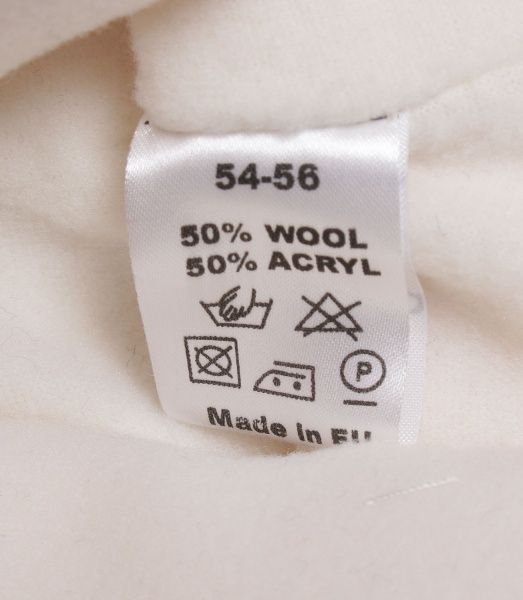 54-56
50% WOOL
50% ACRYL
P
Made in EU